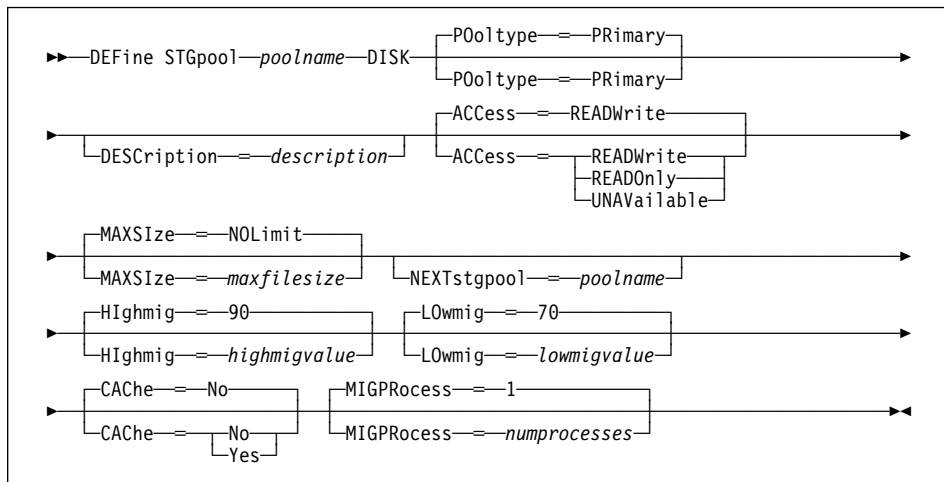 POoltype = PRimary
DEFine STGpool poolname DISK
POoltype = PRimary
ACCess = READWrite
DESCription = description
ACCess = READWrite
READOnly
UNAVailable
MAXSIze = NOLimit
MAXSIze = maxfilesize
NEXTstgpool = poolname
HIghmig = 90
LOwmig = 70
HIghmig = highmigvalue
LOwmig = lowmigvalue
CAChe = No
MIGPRocess = 1
CAChe = No
Yes
MIGPRocess = numprocesses